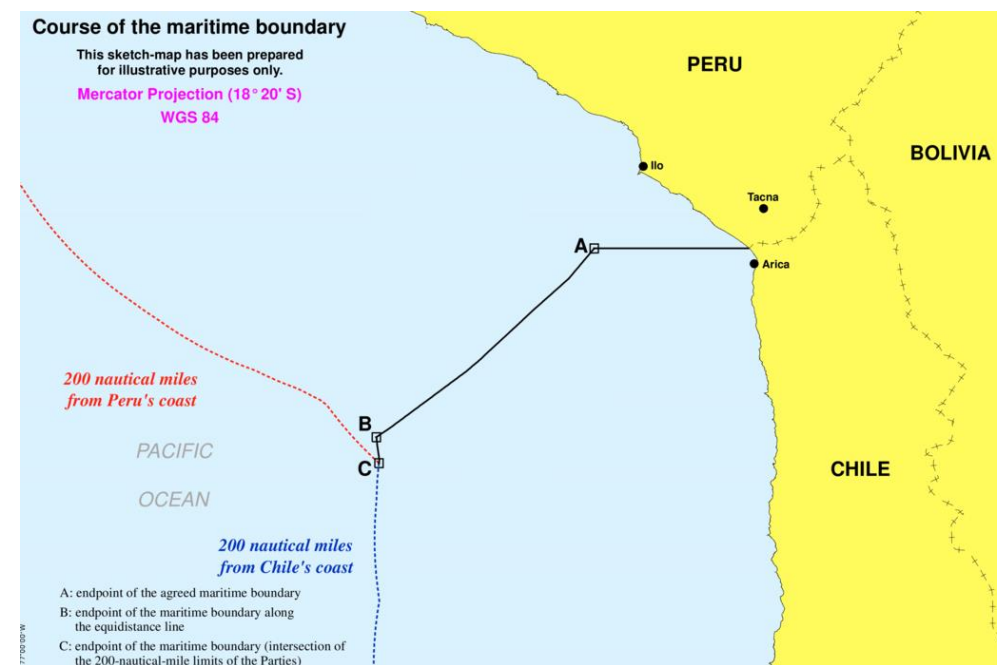 Course of the maritime boundary
This sketch-map has been prepared
for illustrative purposes only.
Mercator Projection (18° 20' S)
WGS 84
PERU
BOLIVIA
Ilo
Tacna
A
Arica
200 nautical miles
from Peru's coast
B
PACIFIC
C
CHILE
OCEAN
200 nautical miles
from Chile's coast
A: endpoint of the agreed maritime boundary
B: endpoint of the maritime boundary along
the equidistance line
C: endpoint of the maritime boundary (intersection of
the 200-nautical-mile limits of the Parties)
77°00'00"W